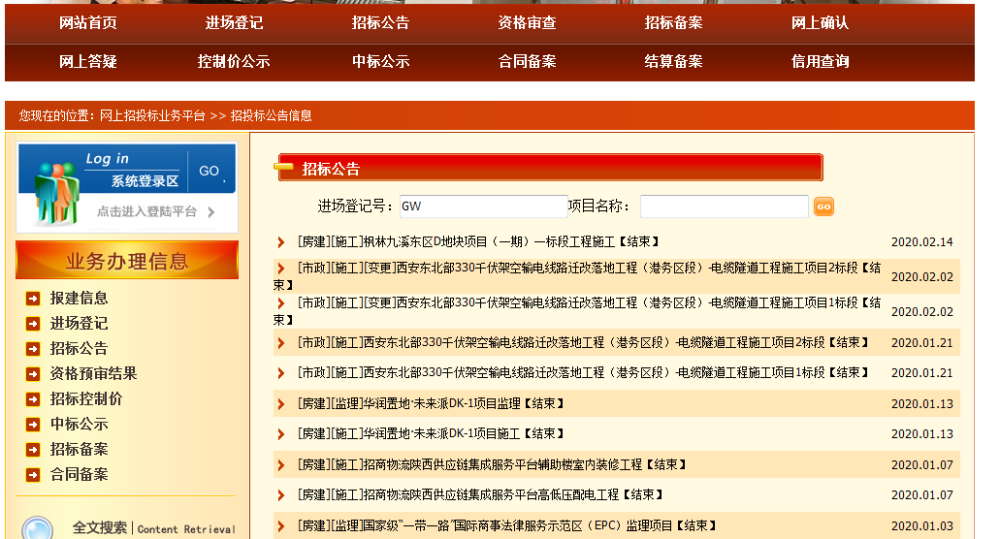 网站首页 进场登记 招标公告 资格审查 招标备案 网上确认
网上答疑 控制价公示 中标公示 合同备案 结算备案 信用查询
您现在的位置: 网上招投标业务平台 >> 招投标公告信息
Log in
系统登录区
GO
点击进入登陆平台
业务办理信息
报建信息
进场登记
招标公告
资格预审结果
招标控制价
中标公示
招标备案
合同备案
全文搜索 | Content Retrieval
招标公告
进场登记号: GW 项目名称: GO
[房建][施工]枫林九溪东区D地块项目（一期）一标段工程施工【结束】 2020.02.14
[市政][施工][变更]西安东北部330千伏架空输电线路迁改落地工程（港务区段）-电缆隧道工程施工项目2标段【结
束】 2020.02.02
[市政][施工][变更]西安东北部330千伏架空输电线路迁改落地工程（港务区段）-电缆隧道工程施工项目1标段【结
束】 2020.02.02
[市政][施工]西安东北部330千伏架空输电线路迁改落地工程（港务区段）-电缆隧道工程施工项目2标段【结束】 2020.01.21
[市政][施工]西安东北部330千伏架空输电线路迁改落地工程（港务区段）-电缆隧道工程施工项目1标段【结束】 2020.01.21
[房建][监理]华润置地·未来派DK-1项目监理【结束】 2020.01.13
[房建][施工]华润置地·未来派DK-1项目施工【结束】 2020.01.13
[房建][施工]招商物流陕西供应链集成服务平台辅助楼室内装修工程【结束】 2020.01.07
[房建][施工]招商物流陕西供应链集成服务平台高低压配电工程【结束】 2020.01.07
[房建][监理]国家级“一带一路”国际商事法律服务示范区（EPC）监理项目【结束】 2020.01.03